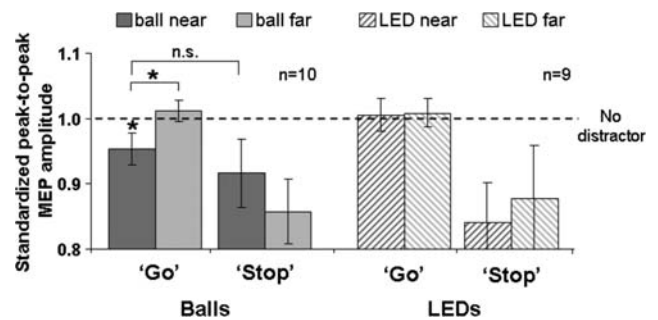 ball near ball far LED near LED far
n.s.
n=10 n=9
*
*
Standardized peak-to-peak
MEP amplitude
1.1
1.0
0.9
0.8
No
distractor
'Go' 'Stop' 'Go' 'Stop'
Balls LEDs